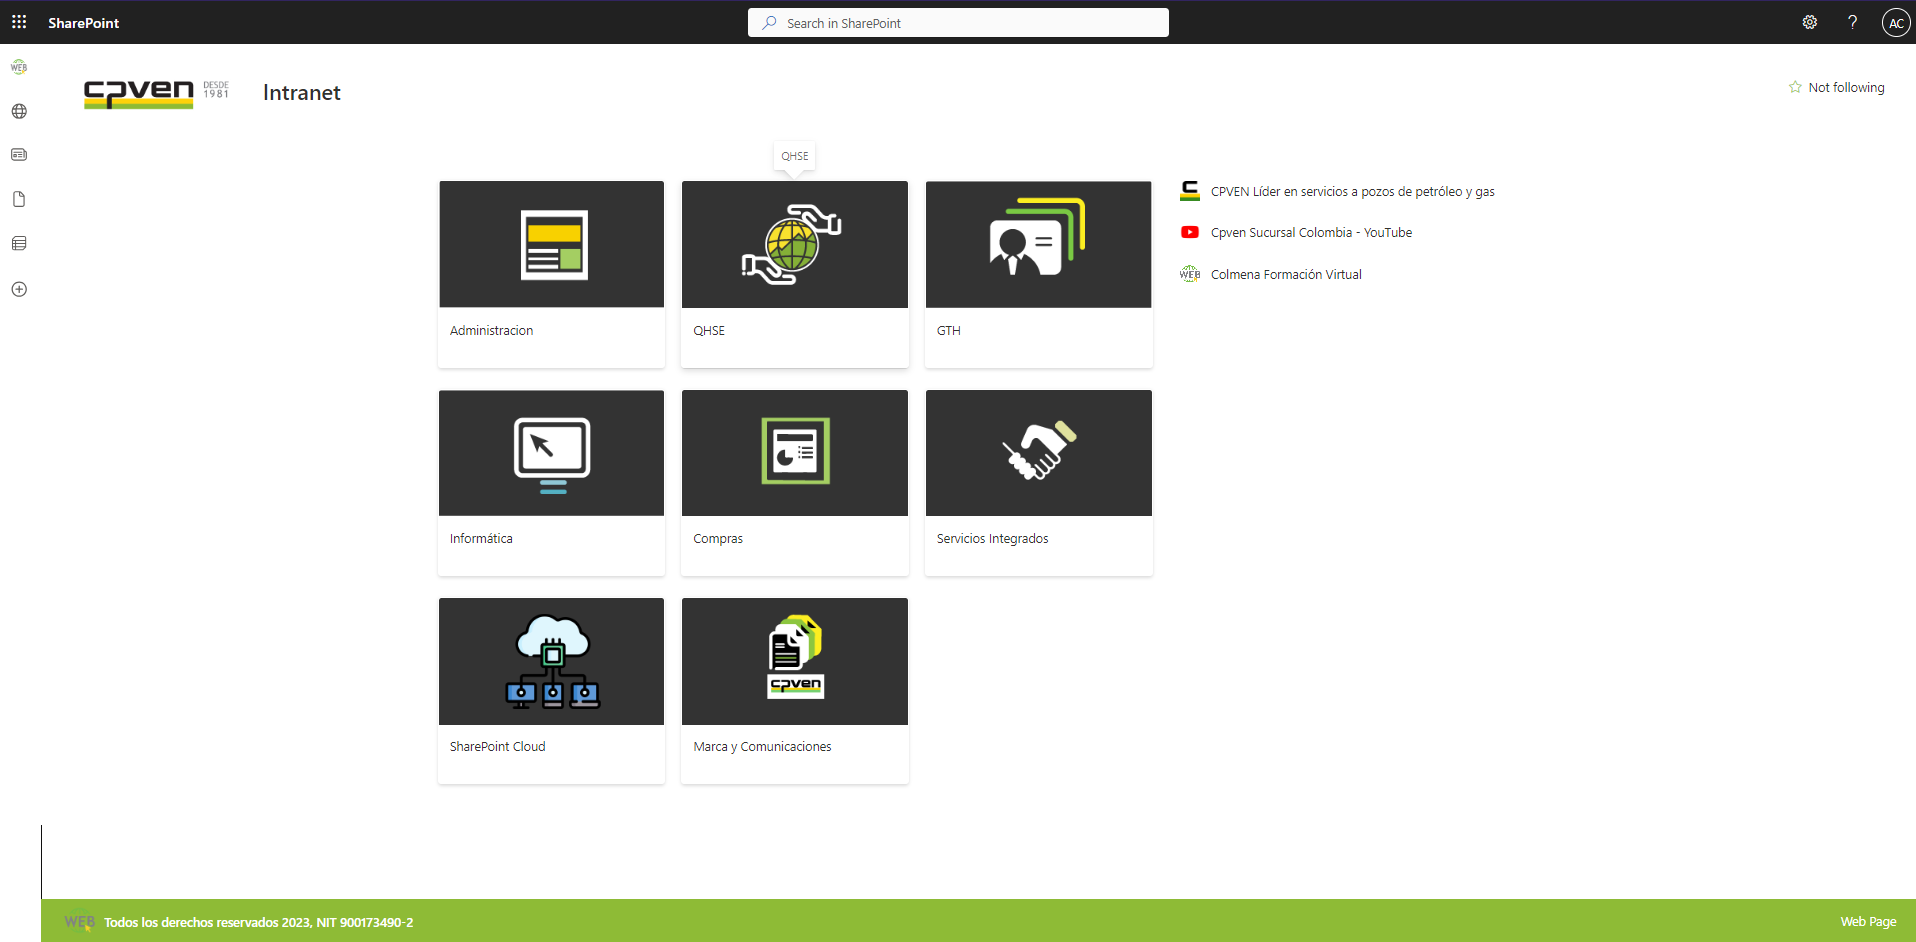 SharePoint
Search in SharePoint
?
AC
WEB
cpven DESDE 1981
Intranet
Not following
QHSE
CPVEN Líder en servicios a pozos de petróleo y gas
Cpven Sucursal Colombia - YouTube
WEB Colmena Formación Virtual
Administracion
QHSE
GTH
Informática
Compras
Servicios Integrados
cpven
SharePoint Cloud
Marca y Comunicaciones
WEB Todos los derechos reservados 2023, NIT 900173490-2
Web Page